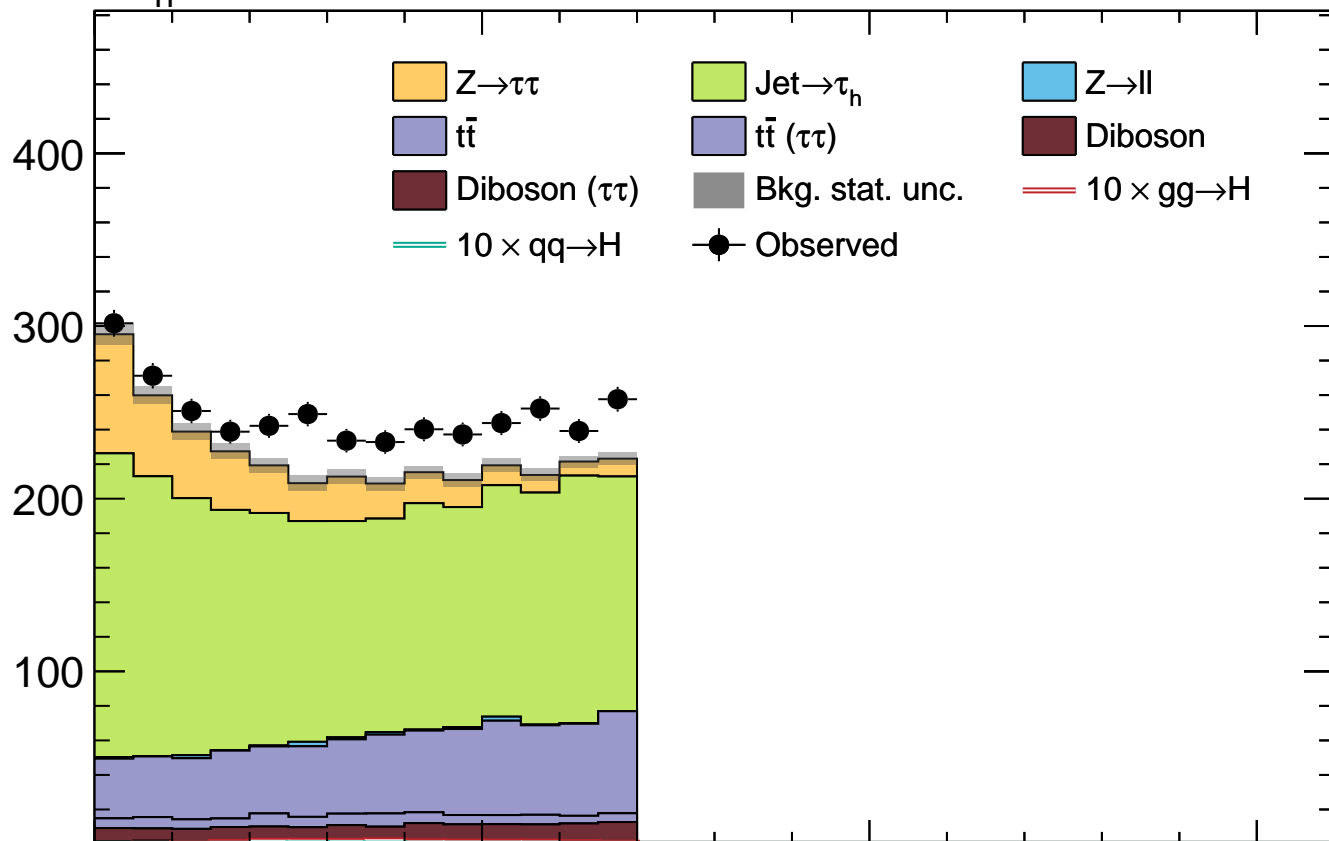 Z→ττ Jet→τh Z→ll
tt̄ tt̄ (ττ) Diboson
Diboson (ττ) Bkg. stat. unc. 10 × gg→H
10 × qq→H Observed
400
300
200
100